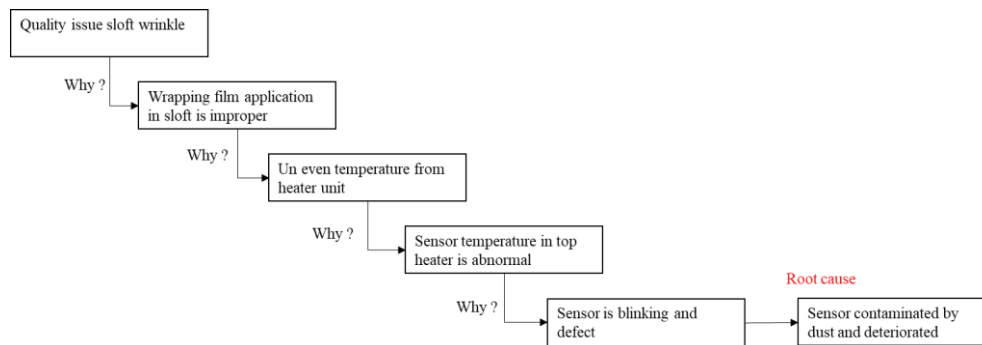 Quality issue sloft wrinkle
Why ?
Wrapping film application
in sloft is improper
Why ?
Un even temperature from
heater unit
Why ?
Sensor temperature in top
heater is abnormal
Why ?
Sensor is blinking and
defect
Root cause
Sensor contaminated by
dust and deteriorated